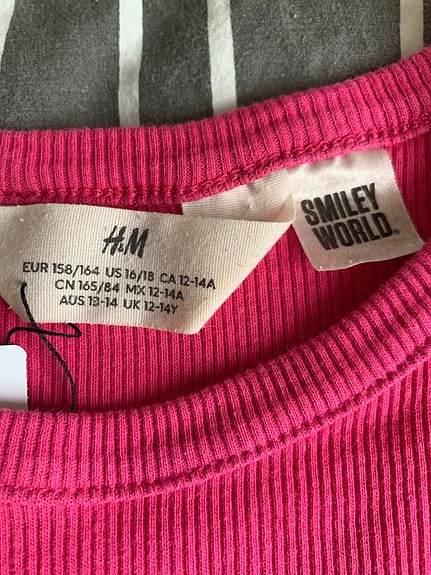 H&M
EUR 158/164 US 16/18 CA 12-14A
CN 165/84 MX 12-14A
AUS 13-14 UK 12-14Y
SMILEY
WORLD